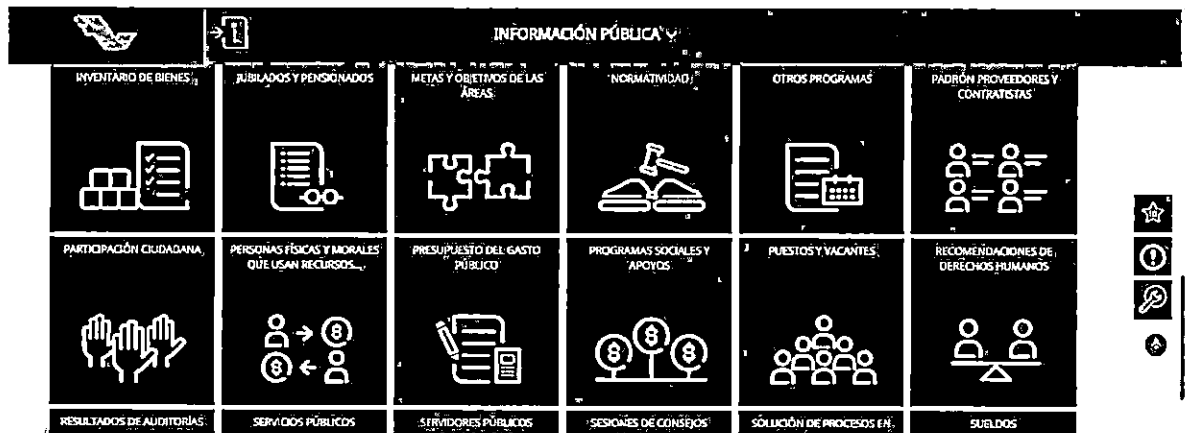 INFORMACIÓN PÚBLICA
INVENTARIO DE BIENES
JUBILADOS Y PENSIONADOS
METAS Y OBJETIVOS DE LAS
ÁREAS
NORMATIVIDAD
OTROS PROGRAMAS
PADRÓN PROVEEDORES Y
CONTRATISTAS
PARTICIPACIÓN CIUDADANA
PERSONAS FÍSICAS Y MORALES
QUE USAN RECURSOS...
PRESUPUESTO DEL GASTO
PÚBLICO
PROGRAMAS SOCIALES Y
APOYOS
PUESTOS Y VACANTES
RECOMENDACIONES DE
DERECHOS HUMANOS
RESULTADOS DE AUDITORÍAS
SERVICIOS PÚBLICOS
SERVIDORES PÚBLICOS
SESIONES DE CONSEJOS
SOLUCIÓN DE PROCESOS EN
SUELDOS